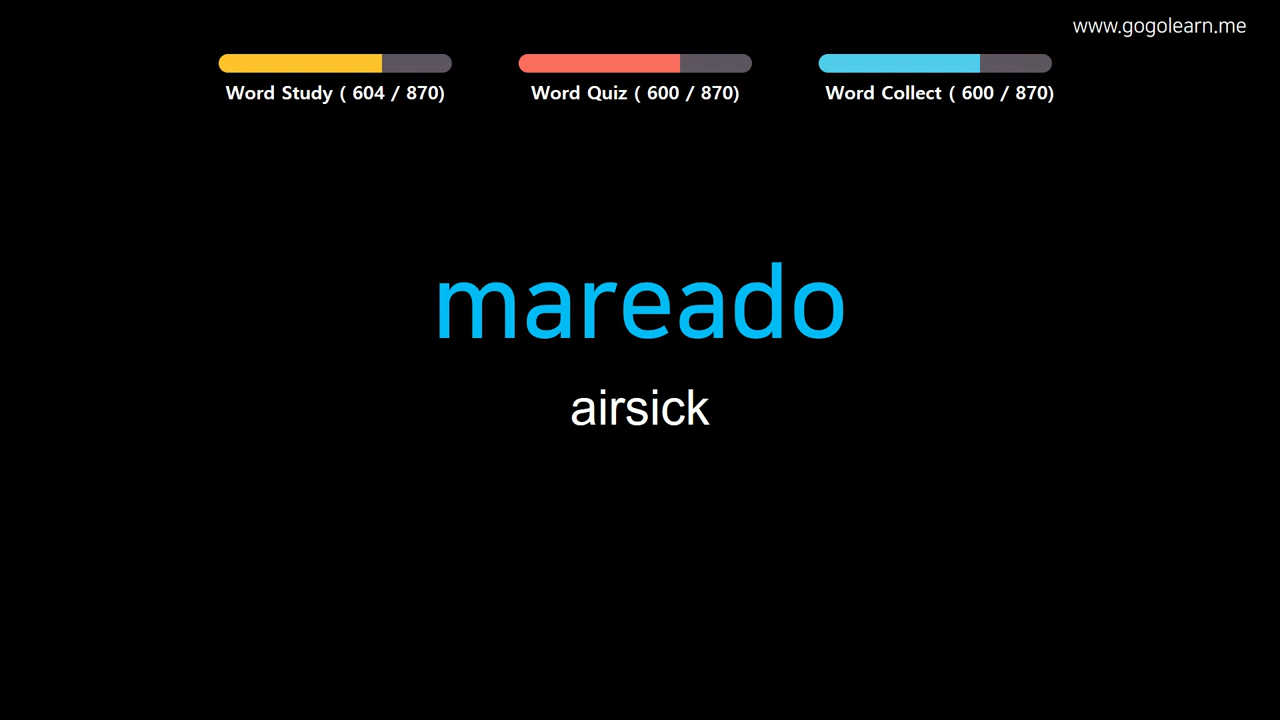 www.gogolearn.me
Word Study ( 604 / 870)
Word Quiz ( 600 / 870)
Word Collect ( 600 / 870)
mareado
airsick